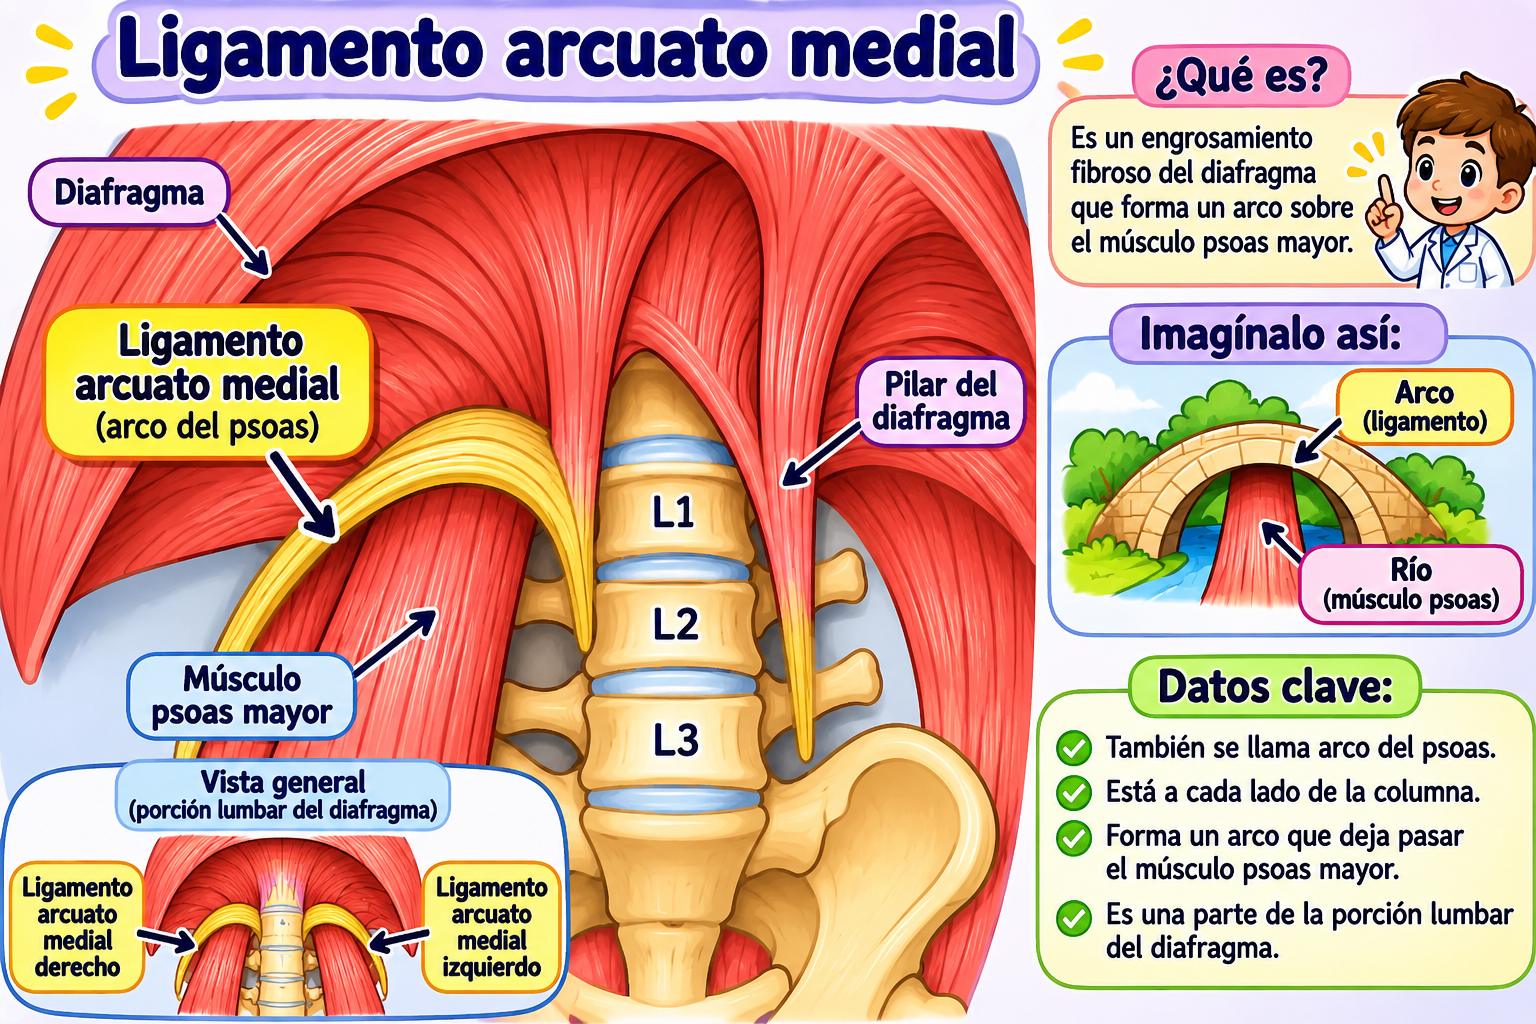 Ligamento arcuato medial
Diafragma
Ligamento
arcuato medial
(arco del psoas)
Pilar del
diafragma
L1
L2
L3
Músculo
psoas mayor
Vista general
(porción lumbar del diafragma)
Ligamento
arcuato
medial
derecho
Ligamento
arcuato
medial
izquierdo
¿Qué es?
Es un engrosamiento
fibroso del diafragma
que forma un arco sobre
el músculo psoas mayor.
Imagínalo así:
Arco
(ligamento)
Río
(músculo psoas)
Datos clave:
También se llama arco del psoas.
Está a cada lado de la columna.
Forma un arco que deja pasar
el músculo psoas mayor.
Es una parte de la porción lumbar
del diafragma.